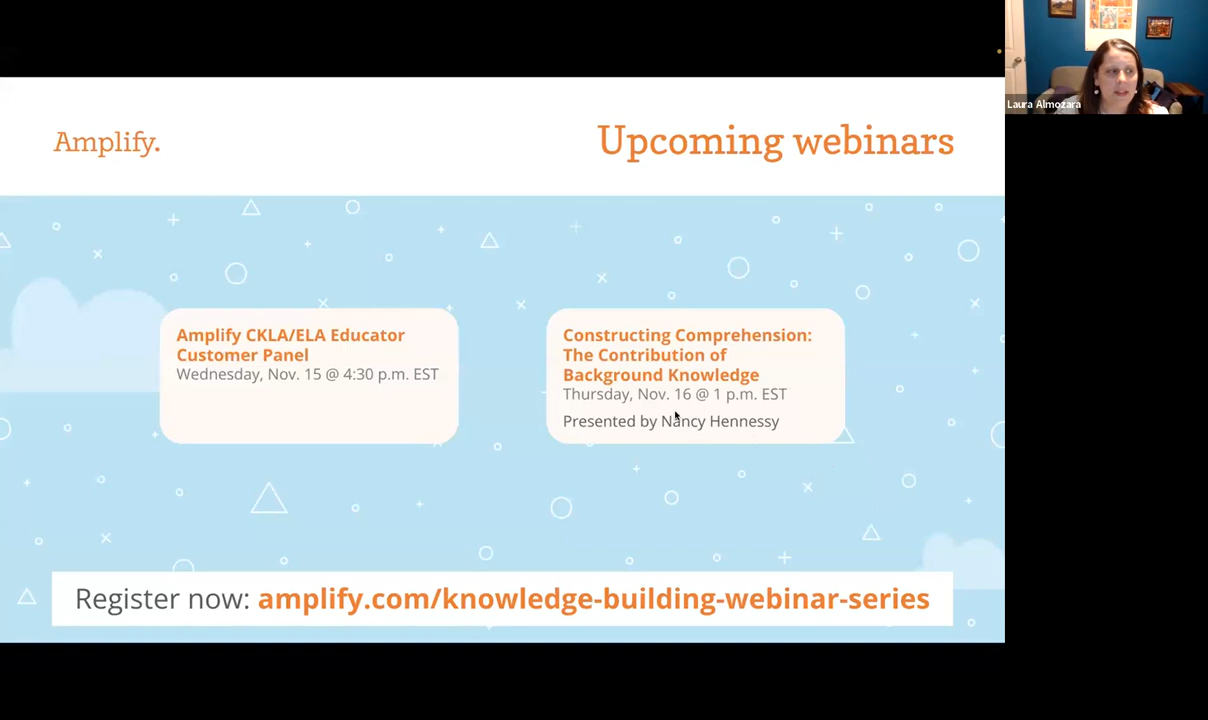 Amplify.
Upcoming webinars
Laura Almozara
Amplify CKLA/ELA Educator
Customer Panel
Wednesday, Nov. 15 @ 4:30 p.m. EST
Constructing Comprehension:
The Contribution of
Background Knowledge
Thursday, Nov. 16 @ 1 p.m. EST
Presented by Nancy Hennessy
Register now: amplify.com/knowledge-building-webinar-series